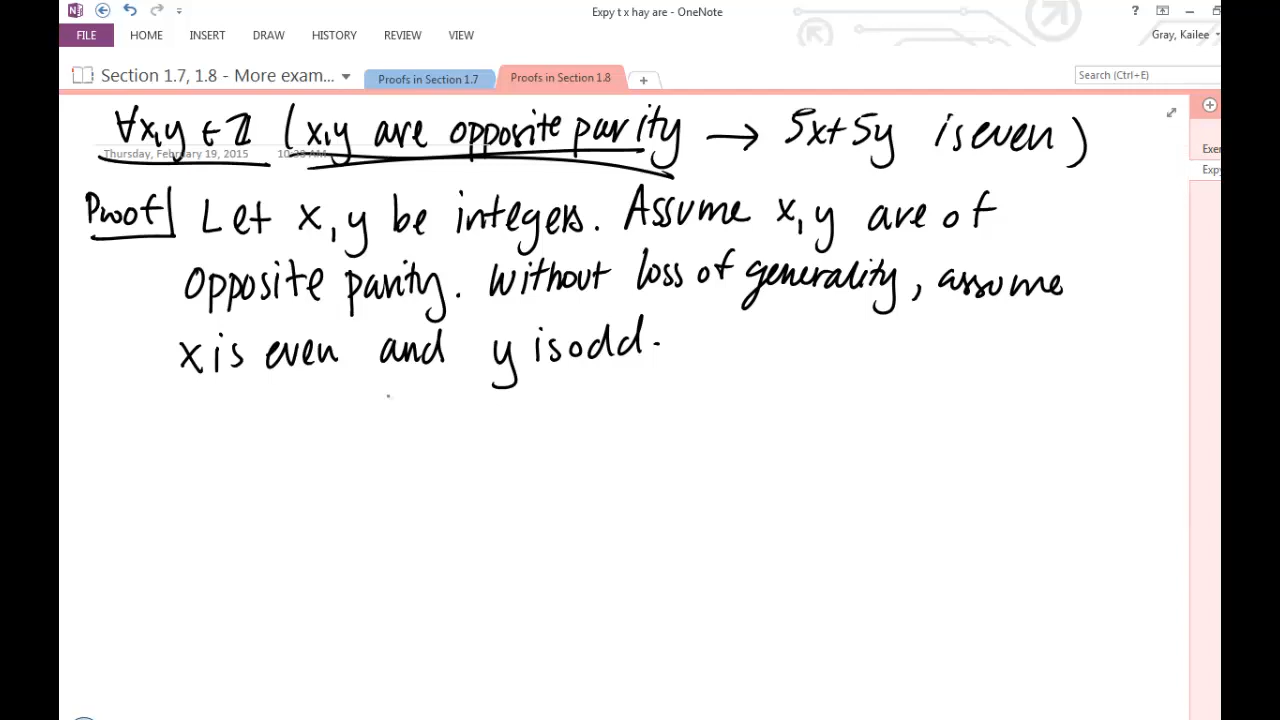 Expy t x hay are - OneNote
?
FILE HOME INSERT DRAW HISTORY REVIEW VIEW
Gray, Kailee
Section 1.7, 1.8 - More exam...
Proofs in Section 1.7
Proofs in Section 1.8
+
Search (Ctrl+E)
∀x,y ∈ ℤ (x,y are opposite parity → 5x+5y is even)
Thursday, February 19, 2015
Exer
Expy
Proof Let x, y be integers. Assume x, y are of
opposite parity. Without loss of generality, assume
x is even and y is odd.